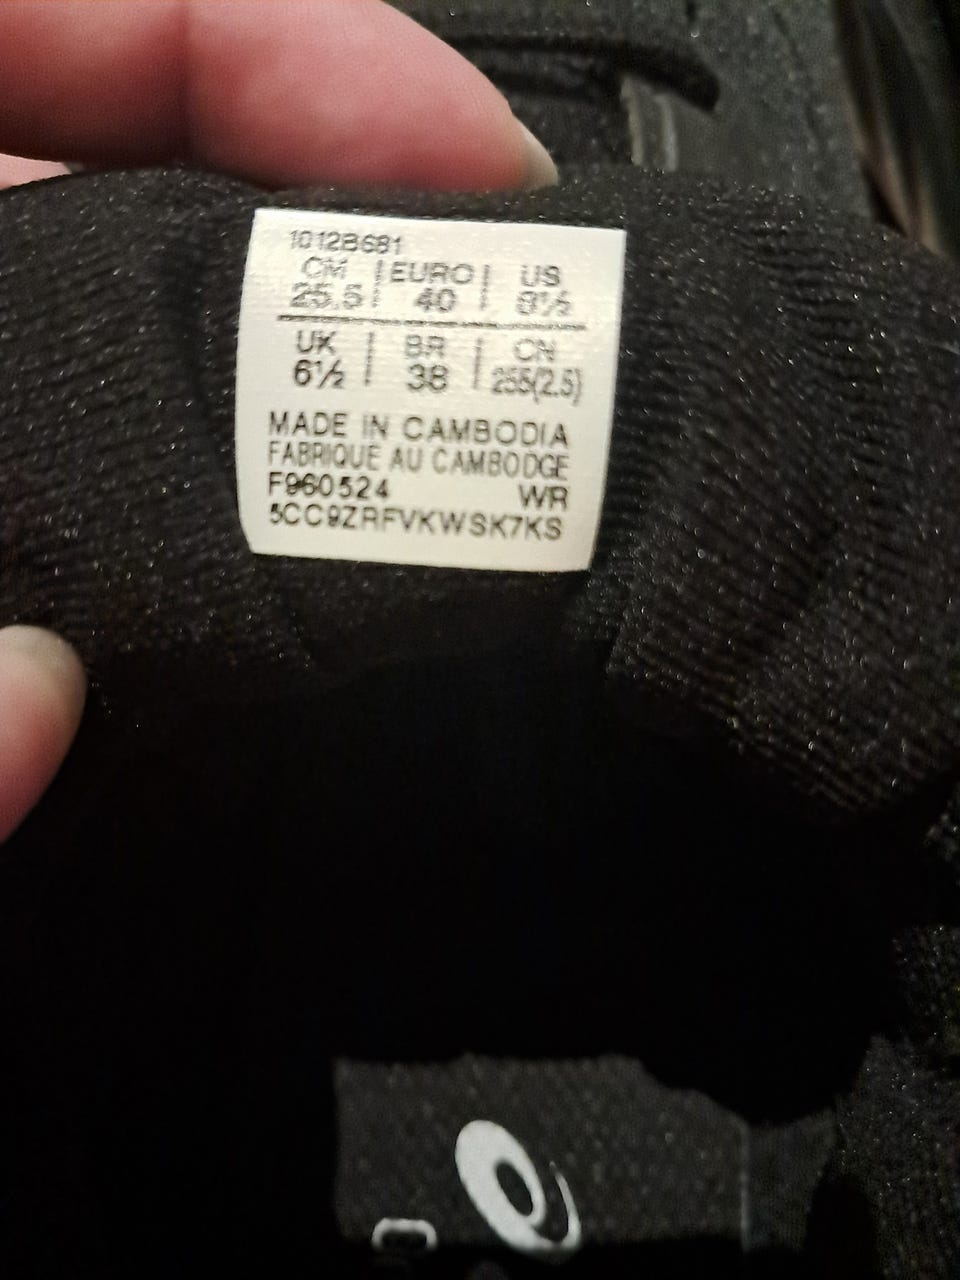 1012B681
CM | EURO | US
25.5 | 40 | 8½
UK | BR | CN
6½ | 38 | 255(2.5)
MADE IN CAMBODIA
FABRIQUE AU CAMBODGE
F960524 WR
5CC9ZRFVKWSK7KS